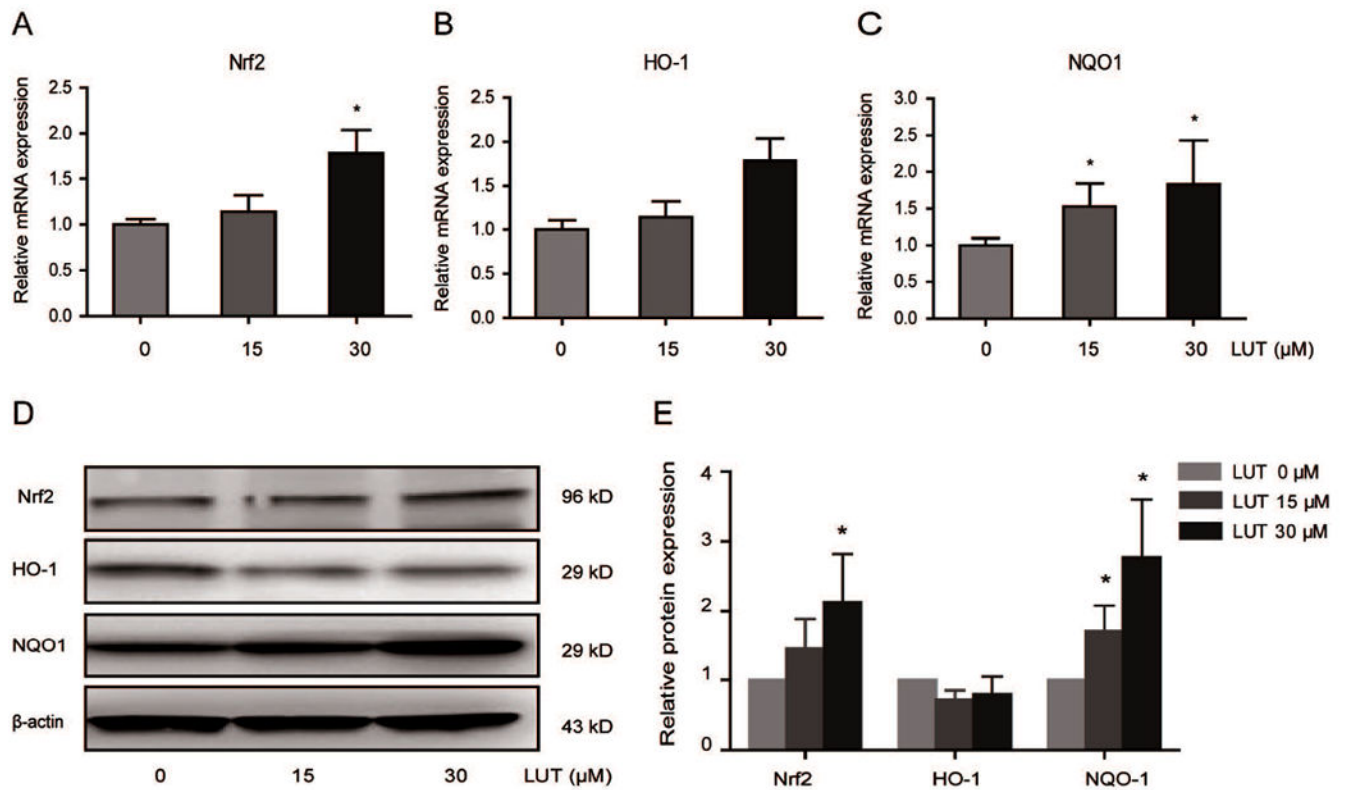 A
B
C
Nrf2
HO-1
NQO1
Relative mRNA expression
2.5
2.0
1.5
1.0
0.5
0.0
*
0 15 30
Relative mRNA expression
2.5
2.0
1.5
1.0
0.5
0.0
0 15 30
Relative mRNA expression
3.0
2.5
2.0
1.5
1.0
0.5
0.0
*
*
0 15 30 LUT (µM)
D
Nrf2 96 kD
HO-1 29 kD
NQO1 29 kD
β-actin 43 kD
0 15 30 LUT (µM)
E
Relative protein expression
4
3
2
1
0
*
*
*
Nrf2 HO-1 NQO-1
LUT 0 µM
LUT 15 µM
LUT 30 µM